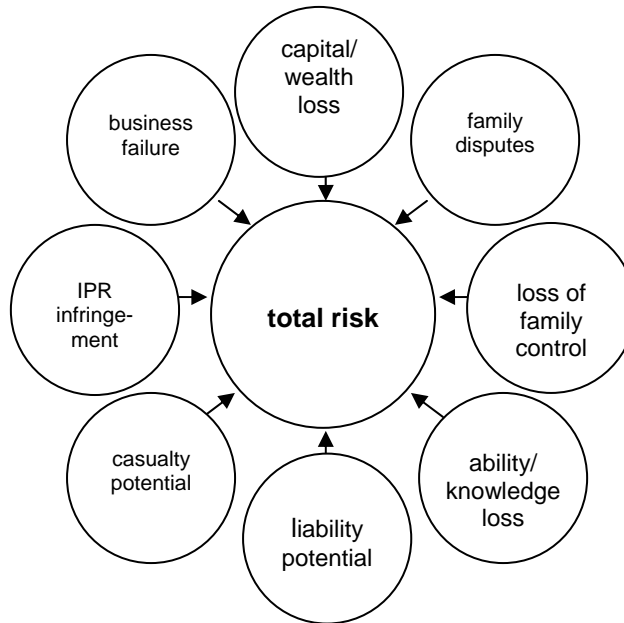 capital/
wealth
loss
family
disputes
loss of
family
control
ability/
knowledge
loss
liability
potential
casualty
potential
IPR
infringe-
ment
business
failure
total risk